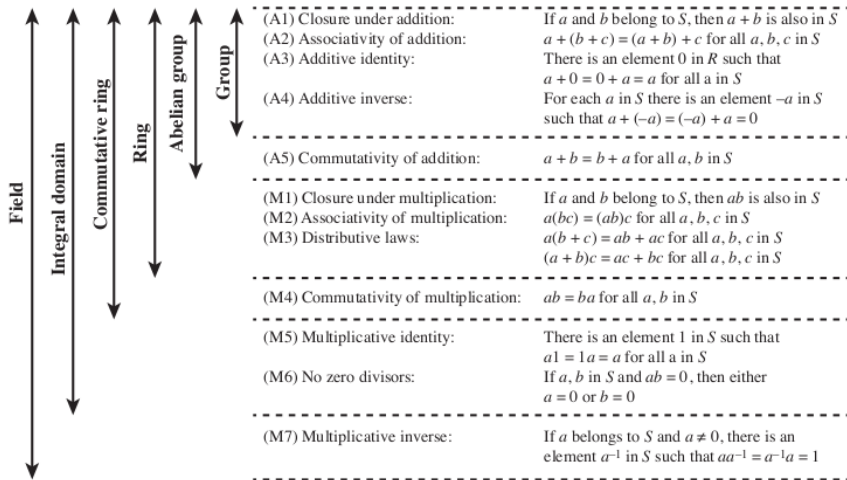 Field
Integral domain
Commutative ring
Ring
Abelian group
Group
(A1) Closure under addition: If a and b belong to S, then a + b is also in S
(A2) Associativity of addition: a + (b + c) = (a + b) + c for all a, b, c in S
(A3) Additive identity: There is an element 0 in R such that
a + 0 = 0 + a = a for all a in S
(A4) Additive inverse: For each a in S there is an element –a in S
such that a + (–a) = (–a) + a = 0
(A5) Commutativity of addition: a + b = b + a for all a, b in S
(M1) Closure under multiplication: If a and b belong to S, then ab is also in S
(M2) Associativity of multiplication: a(bc) = (ab)c for all a, b, c in S
(M3) Distributive laws: a(b + c) = ab + ac for all a, b, c in S
(a + b)c = ac + bc for all a, b, c in S
(M4) Commutativity of multiplication: ab = ba for all a, b in S
(M5) Multiplicative identity: There is an element 1 in S such that
a1 = 1a = a for all a in S
(M6) No zero divisors: If a, b in S and ab = 0, then either
a = 0 or b = 0
(M7) Multiplicative inverse: If a belongs to S and a ≠ 0, there is an
element a⁻¹ in S such that aa⁻¹ = a⁻¹a = 1